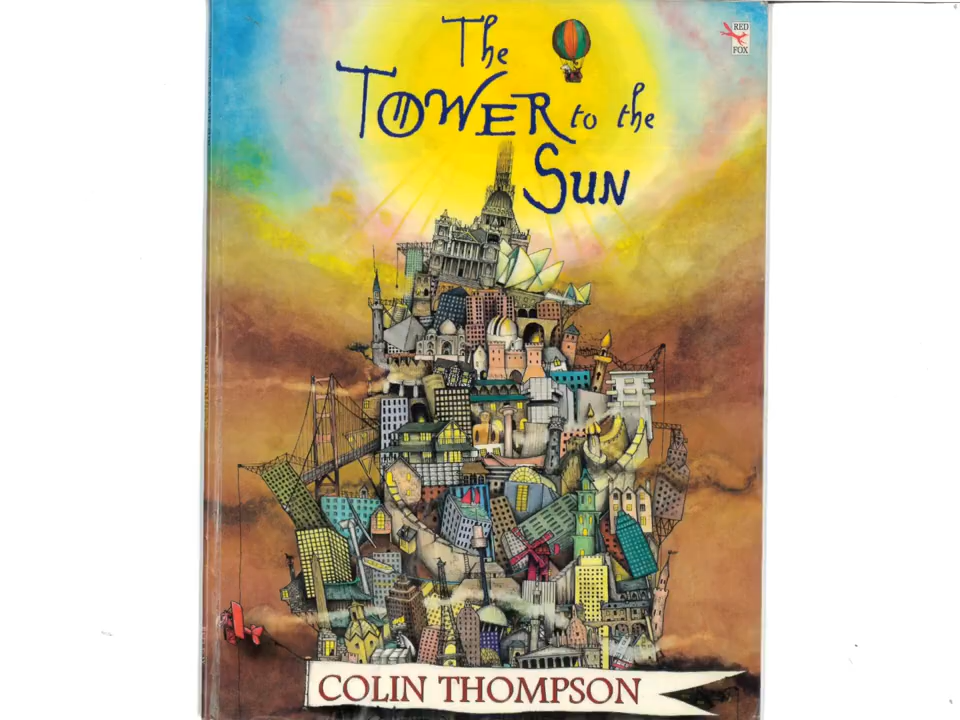 RED
FOX
The
TOWER to the
SUN
COLIN THOMPSON